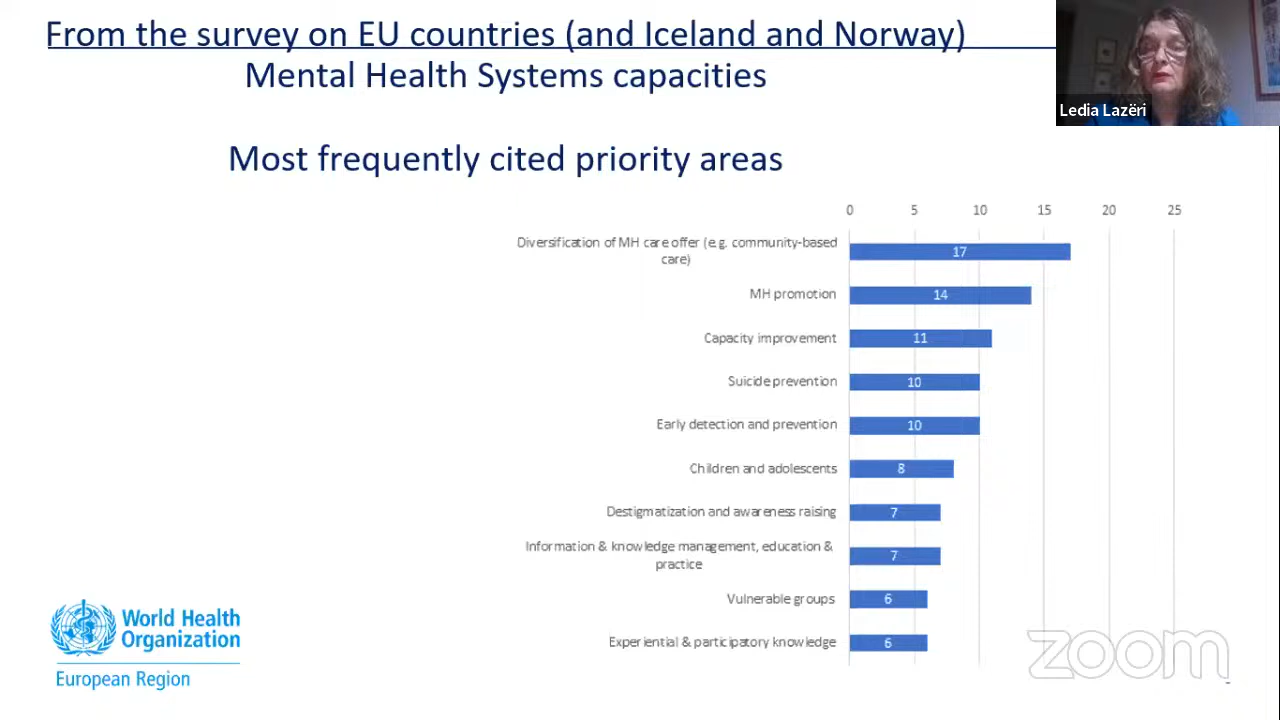 From the survey on EU countries (and Iceland and Norway)
Mental Health Systems capacities
Ledia Lazëri
Most frequently cited priority areas
0 5 10 15 20 25
Diversification of MH care offer (e.g. community-based
care)
17
MH promotion
14
Capacity improvement
11
Suicide prevention
10
Early detection and prevention
10
Children and adolescents
8
Destigmatization and awareness raising
7
Information & knowledge management, education &
practice
7
Vulnerable groups
6
Experiential & participatory knowledge
6
World Health
Organization
European Region
zoom